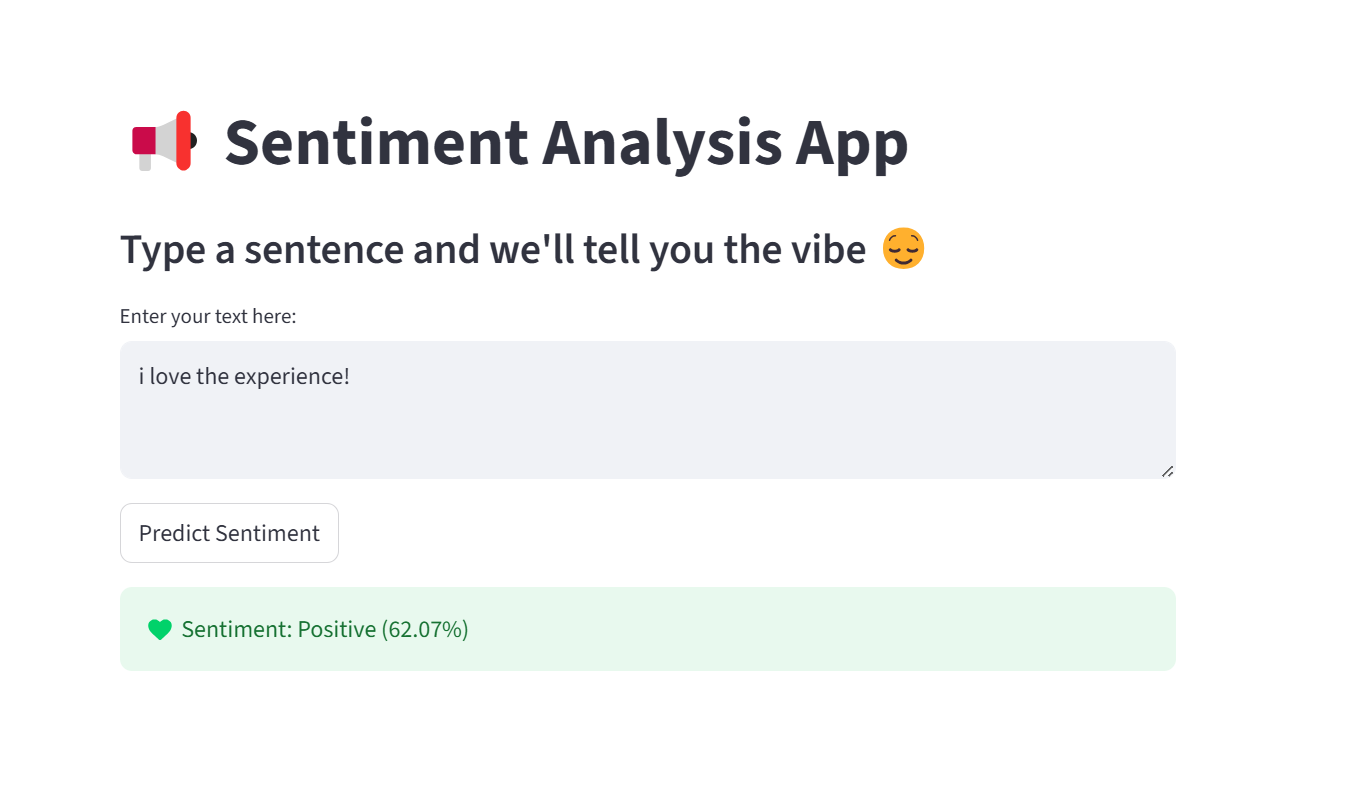 📢 Sentiment Analysis App
Type a sentence and we'll tell you the vibe 😌
Enter your text here:
i love the experience!
Predict Sentiment
💚 Sentiment: Positive (62.07%)